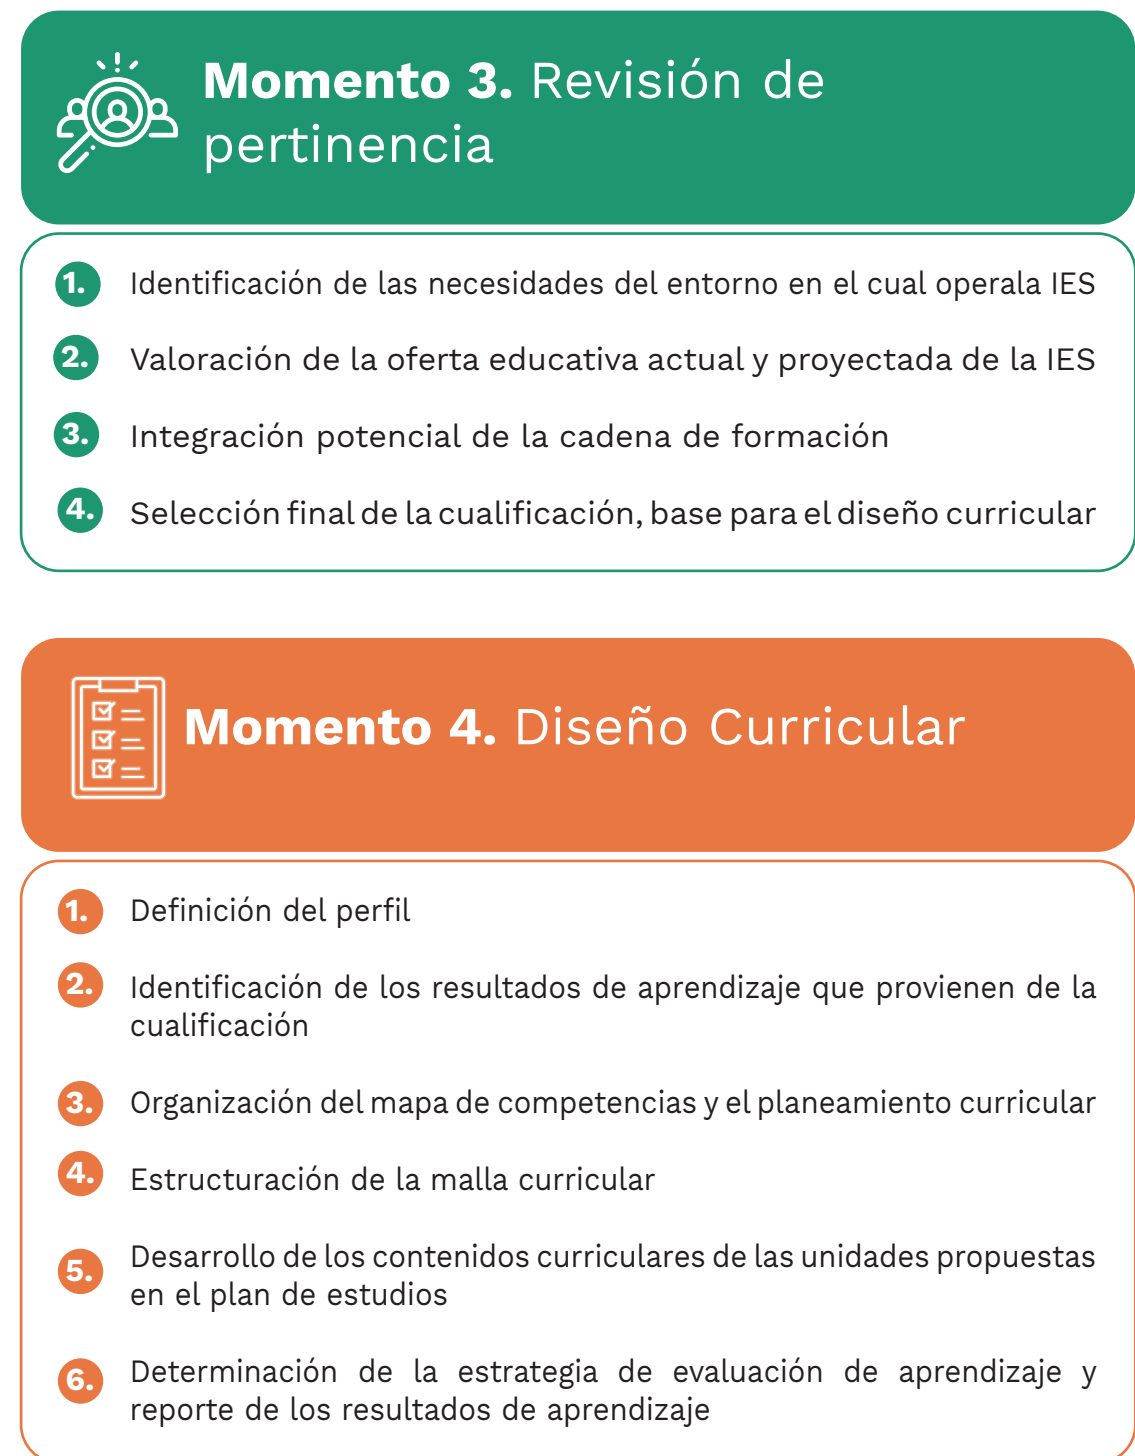 Momento 3. Revisión de
pertinencia
1. Identificación de las necesidades del entorno en el cual operala IES
2. Valoración de la oferta educativa actual y proyectada de la IES
3. Integración potencial de la cadena de formación
4. Selección final de la cualificación, base para el diseño curricular
Momento 4. Diseño Curricular
1. Definición del perfil
2. Identificación de los resultados de aprendizaje que provienen de la
cualificación
3. Organización del mapa de competencias y el planeamiento curricular
4. Estructuración de la malla curricular
5. Desarrollo de los contenidos curriculares de las unidades propuestas
en el plan de estudios
6. Determinación de la estrategia de evaluación de aprendizaje y
reporte de los resultados de aprendizaje